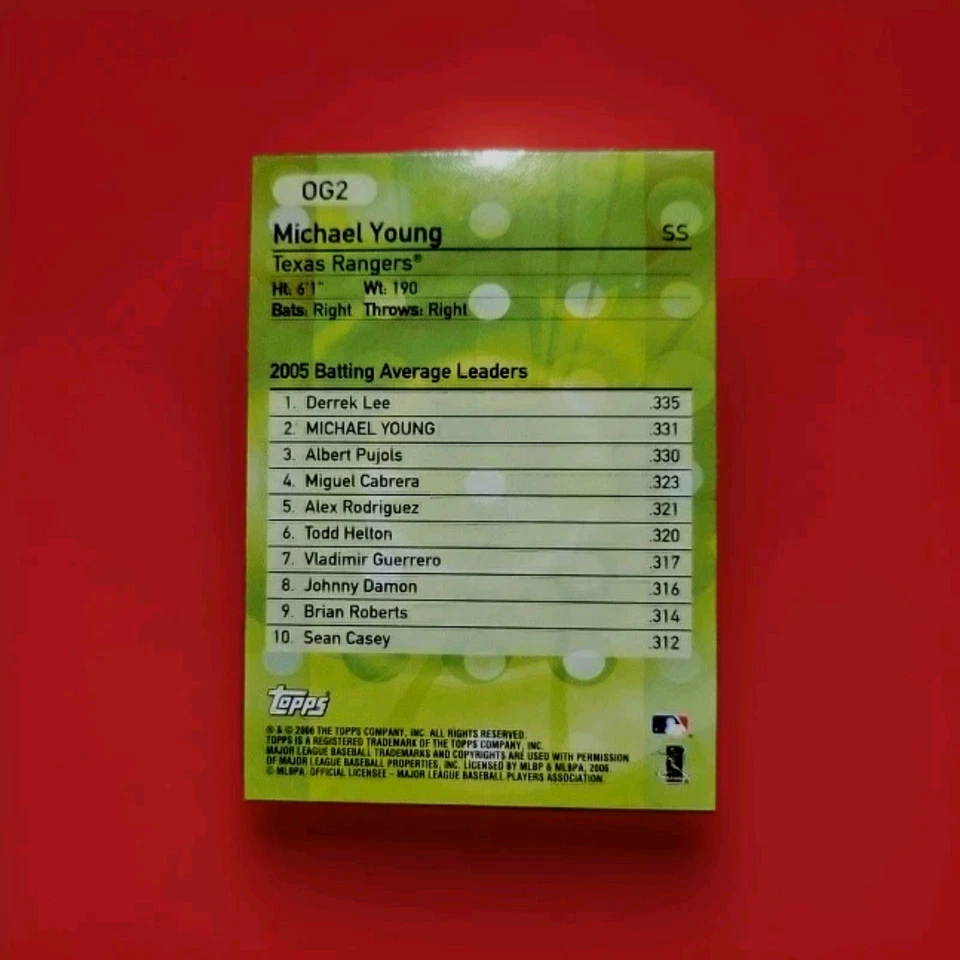 OG2
Michael Young SS
Texas Rangers®
Ht: 6'1" Wt: 190
Bats: Right Throws: Right
2005 Batting Average Leaders
1. Derrek Lee .335
2. MICHAEL YOUNG .331
3. Albert Pujols .330
4. Miguel Cabrera .323
5. Alex Rodriguez .321
6. Todd Helton .320
7. Vladimir Guerrero .317
8. Johnny Damon .316
9. Brian Roberts .314
10. Sean Casey .312
topps
® & © 2006 THE TOPPS COMPANY, INC. ALL RIGHTS RESERVED.
TOPPS IS A REGISTERED TRADEMARK OF THE TOPPS COMPANY, INC.
MAJOR LEAGUE BASEBALL TRADEMARKS AND COPYRIGHTS ARE USED WITH PERMISSION
OF MAJOR LEAGUE BASEBALL PROPERTIES, INC. LICENSED BY MLBP & MLBPA, 2006.
© MLBPA, OFFICIAL LICENSEE – MAJOR LEAGUE BASEBALL PLAYERS ASSOCIATION.